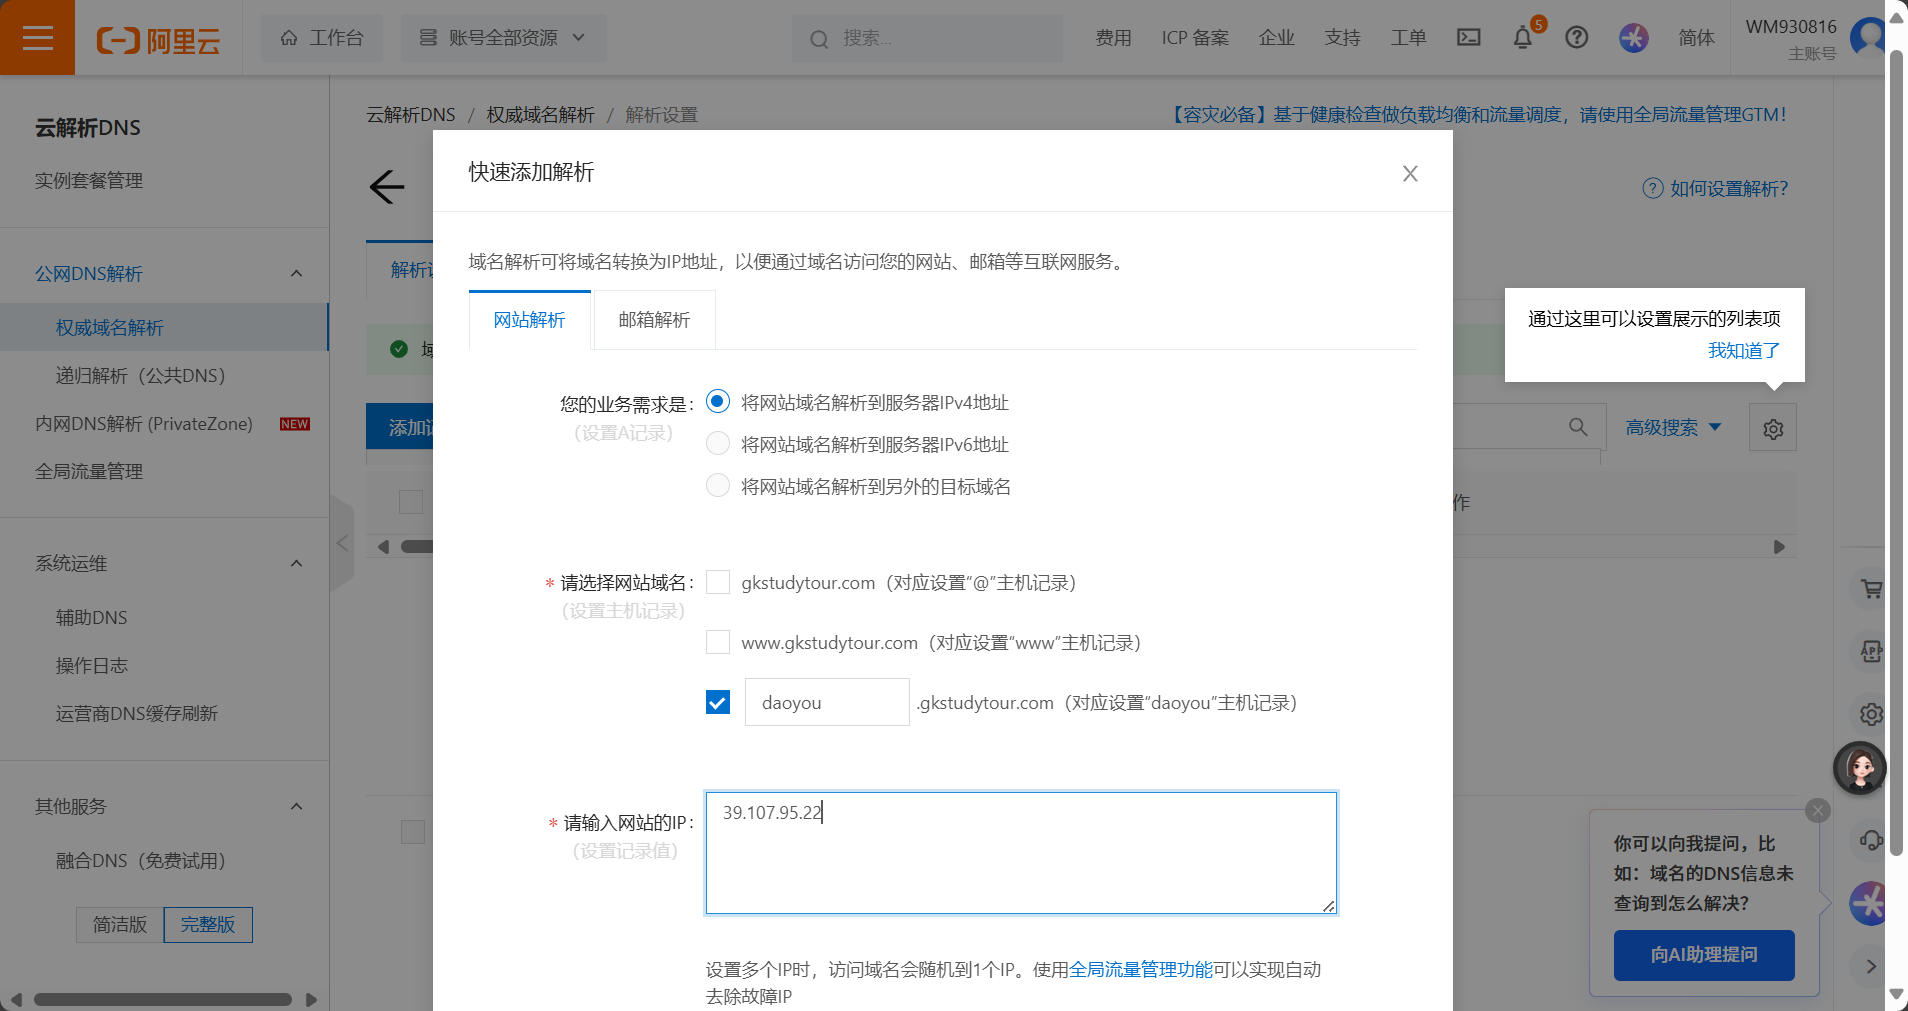 阿里云
工作台
账号全部资源
搜索...
费用
ICP 备案
企业
支持
工单
5
简体
WM930816
主账号
云解析DNS
实例套餐管理
公网DNS解析
权威域名解析
递归解析（公共DNS）
内网DNS解析 (PrivateZone)
NEW
全局流量管理
系统运维
辅助DNS
操作日志
运营商DNS缓存刷新
其他服务
融合DNS（免费试用）
简洁版
完整版
云解析DNS / 权威域名解析 / 解析设置
【容灾必备】基于健康检查做负载均衡和流量调度，请使用全局流量管理GTM！
如何设置解析?
解析设
域
添加记
快速添加解析
域名解析可将域名转换为IP地址，以便通过域名访问您的网站、邮箱等互联网服务。
网站解析
邮箱解析
您的业务需求是：
（设置A记录）
将网站域名解析到服务器IPv4地址
将网站域名解析到服务器IPv6地址
将网站域名解析到另外的目标域名
* 请选择网站域名：
（设置主机记录）
gkstudytour.com（对应设置“@”主机记录）
www.gkstudytour.com（对应设置“www”主机记录）
daoyou .gkstudytour.com（对应设置“daoyou”主机记录）
* 请输入网站的IP：
（设置记录值）
39.107.95.22
设置多个IP时，访问域名会随机到1个IP。使用全局流量管理功能可以实现自动
去除故障IP
通过这里可以设置展示的列表项
我知道了
高级搜索
作
APP
你可以向我提问，比
如：域名的DNS信息未
查询到怎么解决？
向AI助理提问